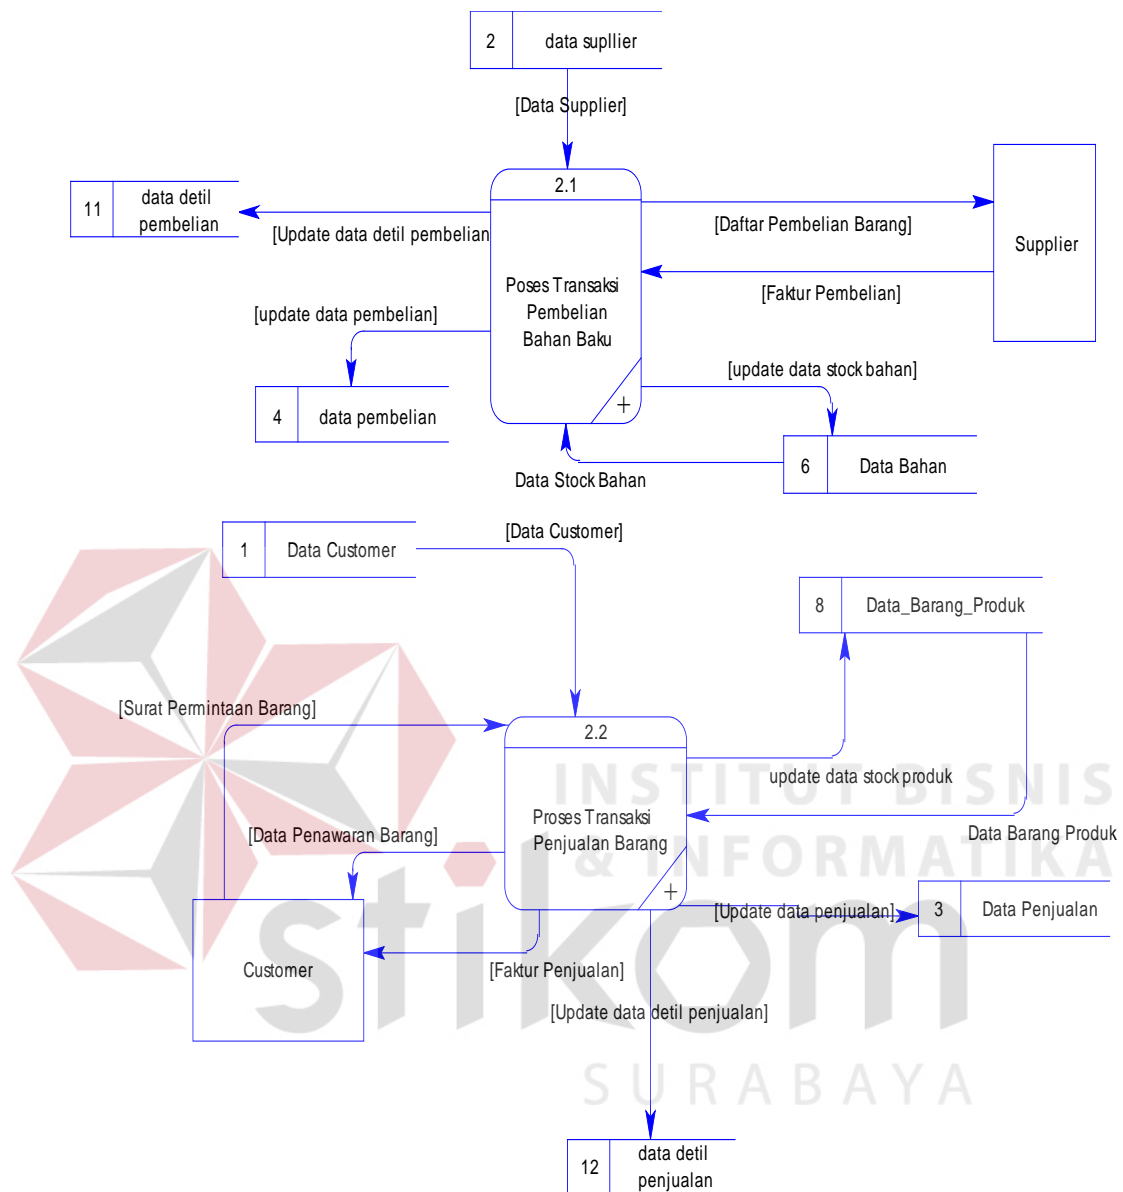 2
data supllier
[Data Supplier]
2.1
11
data detil
pembelian
[Update data detil pembelian
[Daftar Pembelian Barang]
Supplier
Poses Transaksi
Pembelian
Bahan Baku
[Faktur Pembelian]
[update data pembelian]
[update data stock bahan]
4
data pembelian
+
6
Data Bahan
Data Stock Bahan
[Data Customer]
1
Data Customer
8
Data_Barang_Produk
[Surat Permintaan Barang]
2.2
update data stock produk
INSTITUT BISNIS
Proses Transaksi
Penjualan Barang
[Data Penawaran Barang]
Data Barang Produk
& INFORMATIKA
+
[Update data penjualan]
3
Data Penjualan
stikom
Customer
[Faktur Penjualan]
[Update data detil penjualan]
SURABAYA
12
data detil
penjualan